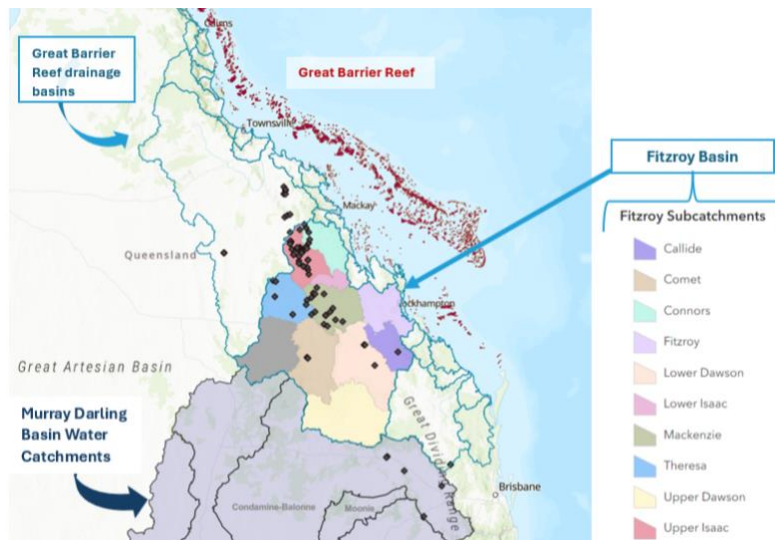 Cairns
Great Barrier
Reef drainage
basins
Great Barrier Reef
Townsville
Fitzroy Basin
Mackay
Fitzroy Subcatchments
Queensland
Callide
Comet
ockhampton
Connors
Fitzroy
Great Artesian Basin
Lower Dawson
Lower Isaac
Murray Darling
Basin Water
Catchments
Mackenzie
Great Dividing Range
Theresa
Brisbane
Upper Dawson
Condamine-Balonne
Moonie
Upper Isaac